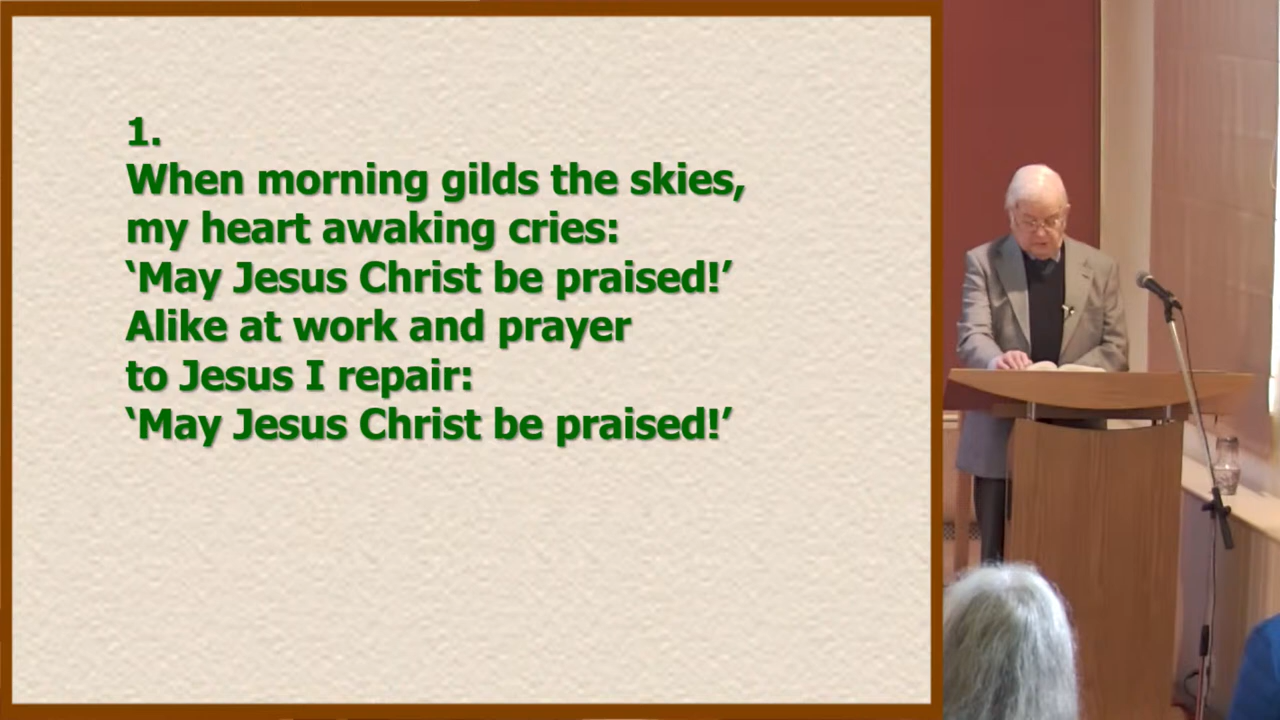 1.
When morning gilds the skies,
my heart awaking cries:
‘May Jesus Christ be praised!’
Alike at work and prayer
to Jesus I repair:
‘May Jesus Christ be praised!’